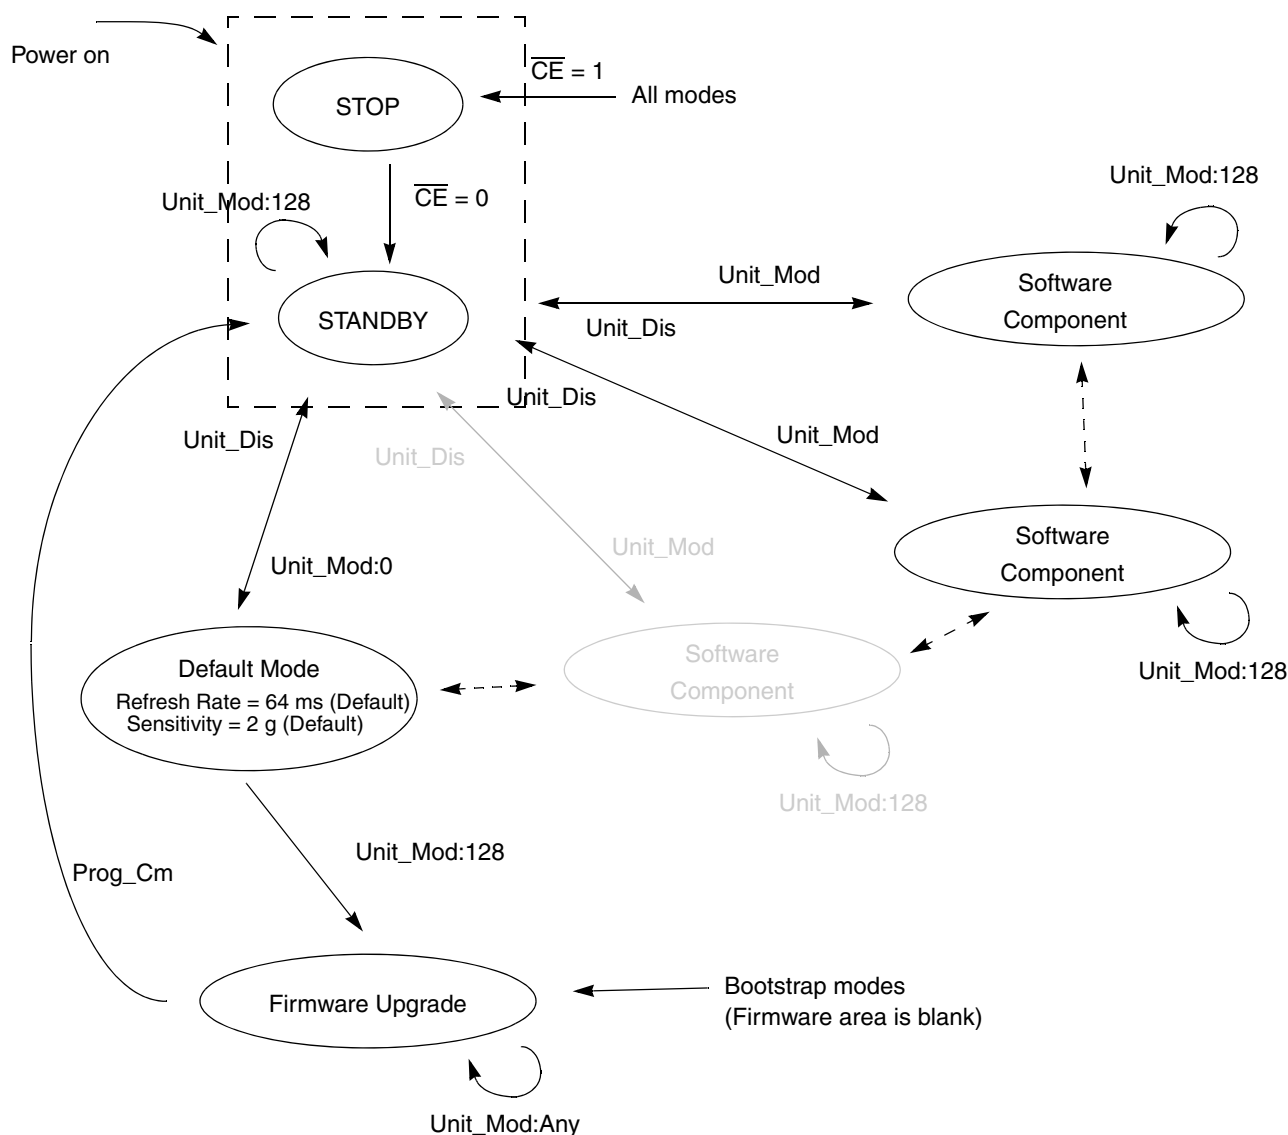 Power on
C̅E̅ = 1
All modes
STOP
Unit_Mod:128
C̅E̅ = 0
Unit_Mod:128
STANDBY
Unit_Mod
Unit_Dis
Software
Component
Unit_Dis
Unit_Dis
Unit_Mod
Unit_Dis
Unit_Mod
Unit_Mod:0
Software
Component
Unit_Mod:128
Default Mode
Refresh Rate = 64 ms (Default)
Sensitivity = 2 g (Default)
Software
Component
Unit_Mod:128
Unit_Mod:128
Prog_Cm
Firmware Upgrade
Bootstrap modes
(Firmware area is blank)
Unit_Mod:Any